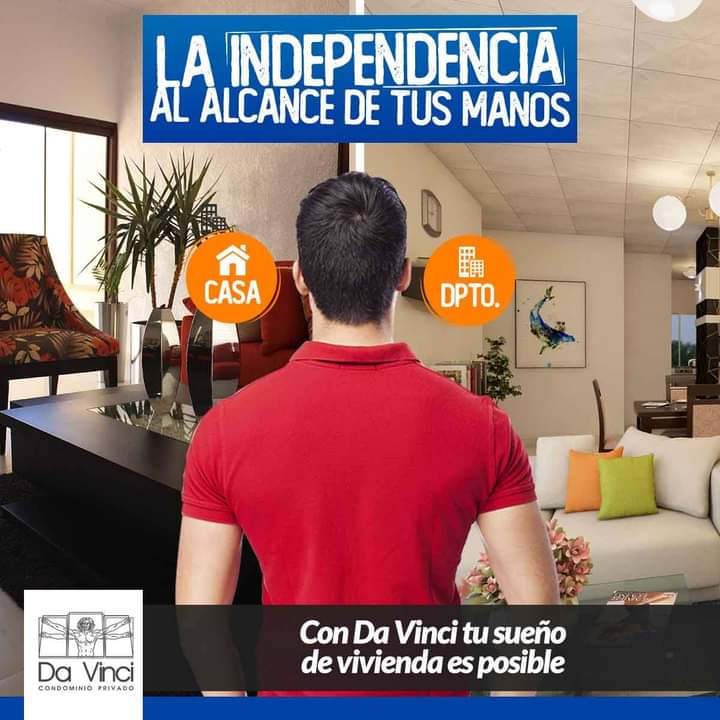 LA INDEPENDENCIA
AL ALCANCE DE TUS MANOS
CASA
DPTO.
Con Da Vinci tu sueño
de vivienda es posible
Da Vinci
CONDOMINIO PRIVADO